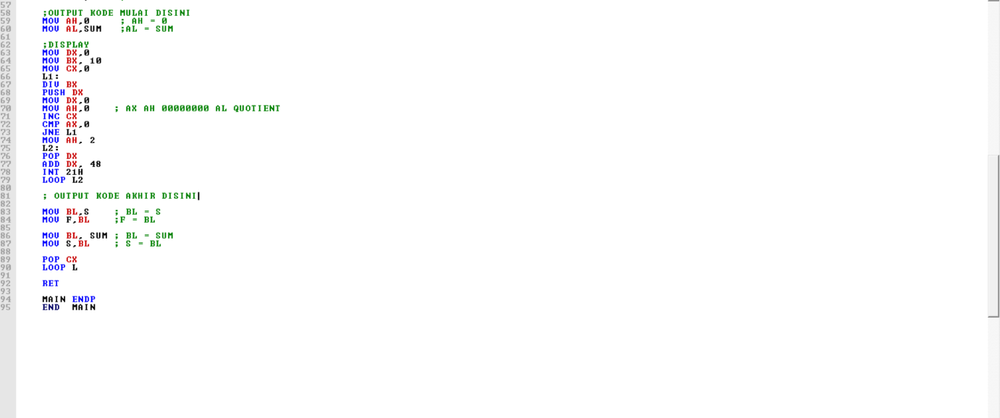 57
58 ;OUTPUT KODE MULAI DISINI
59 MOV AH,0 ; AH = 0
60 MOV AL,SUM ;AL = SUM
61
62 ;DISPLAY
63 MOV DX,0
64 MOV BX, 10
65 MOV CX,0
66 L1:
67 DIV BX
68 PUSH DX
69 MOV DX,0
70 MOV AH,0 ; AX AH 00000000 AL QUOTIENT
71 INC CX
72 CMP AX,0
73 JNE L1
74 MOV AH, 2
75 L2:
76 POP DX
77 ADD DX, 48
78 INT 21H
79 LOOP L2
80
81 ; OUTPUT KODE AKHIR DISINI
82
83 MOV BL,S ; BL = S
84 MOV F,BL ;F = BL
85
86 MOV BL, SUM ; BL = SUM
87 MOV S,BL ; S = BL
88
89 POP CX
90 LOOP L
91
92 RET
93
94 MAIN ENDP
95 END MAIN